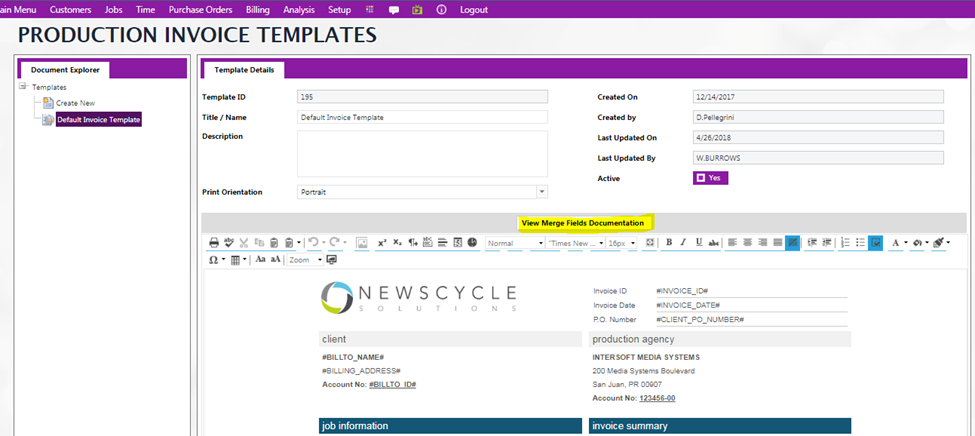 ain Menu Customers Jobs Time Purchase Orders Billing Analysis Setup Logout
PRODUCTION INVOICE TEMPLATES
Document Explorer
Templates
Create New
Default Invoice Template
Template Details
Template ID 195
Title / Name Default Invoice Template
Description
Print Orientation Portrait
Created On 12/14/2017
Created by D.Pellegrini
Last Updated On 4/26/2018
Last Updated By W.BURROWS
Active Yes
View Merge Fields Documentation
Normal "Times New ... 16px B I U abc A
Ω Aa aA Zoom
NEWSCYCLE
SOLUTIONS
Invoice ID #INVOICE_ID#
Invoice Date #INVOICE_DATE#
P.O. Number #CLIENT_PO_NUMBER#
client
#BILLTO_NAME#
#BILLING_ADDRESS#
Account No: #BILLTO_ID#
production agency
INTERSOFT MEDIA SYSTEMS
200 Media Systems Boulevard
San Juan, PR 00907
Account No: 123456-00
job information
invoice summary